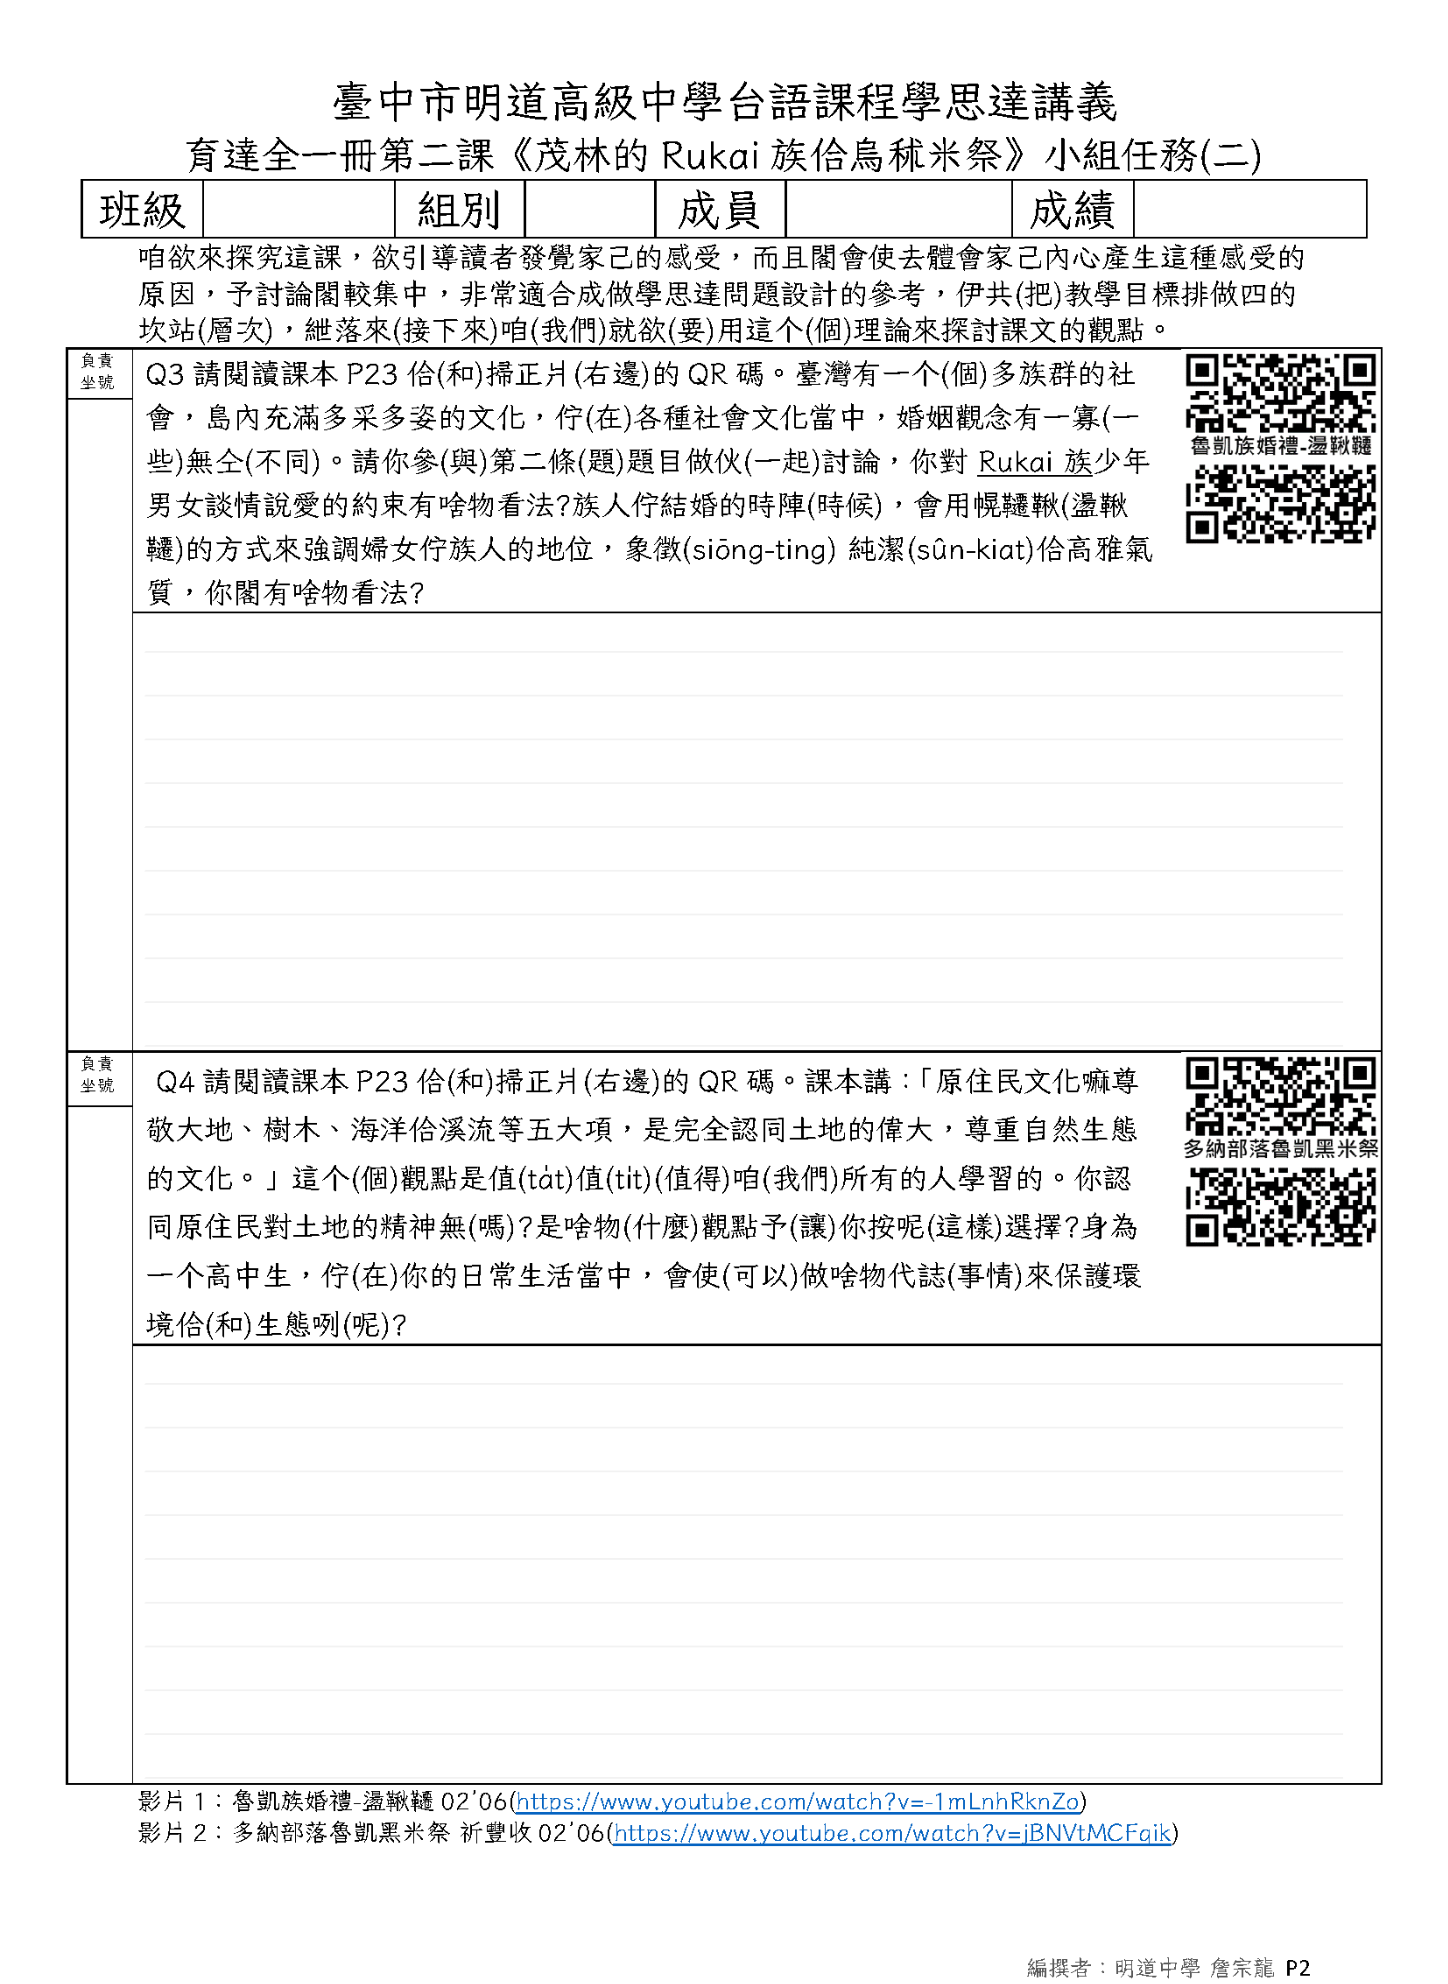 臺中市明道高級中學台語課程學思達講義
育達全一冊第二課《茂林的 Rukai 族佮烏秫米祭》小組任務(二)
班級 組別 成員 成績
咱欲來探究這課，欲引導讀者發覺家己的感受，而且閣會使去體會家己內心產生這種感受的
原因，予討論閣較集中，非常適合成做學思達問題設計的參考，伊共(把)教學目標排做四的
坎站(層次)，紲落來(接下來)咱(我們)就欲(要)用這个(個)理論來探討課文的觀點。
負責
坐號
Q3 請閱讀課本 P23 佮(和)掃正爿(右邊)的 QR 碼。臺灣有一个(個)多族群的社
會，島內充滿多采多姿的文化，佇(在)各種社會文化當中，婚姻觀念有一寡(一
些)無仝(不同)。請你參(與)第二條(題)題目做伙(一起)討論，你對 Rukai 族少年
男女談情說愛的約束有啥物看法?族人佇結婚的時陣(時候)，會用幌韆鞦(盪鞦
韆)的方式來強調婦女佇族人的地位，象徵(siōng-ting) 純潔(sûn-kiat)佮高雅氣
質，你閣有啥物看法?
魯凱族婚禮-盪鞦韆
負責
坐號
Q4 請閱讀課本 P23 佮(和)掃正爿(右邊)的 QR 碼。課本講：「原住民文化嘛尊
敬大地、樹木、海洋佮溪流等五大項，是完全認同土地的偉大，尊重自然生態
的文化。」這个(個)觀點是值(ta̍t)值(ti̍t)(值得)咱(我們)所有的人學習的。你認
同原住民對土地的精神無(嗎)?是啥物(什麼)觀點予(讓)你按呢(這樣)選擇?身為
一个高中生，佇(在)你的日常生活當中，會使(可以)做啥物代誌(事情)來保護環
境佮(和)生態咧(呢)?
多納部落魯凱黑米祭
影片 1：魯凱族婚禮-盪鞦韆 02’06(https://www.youtube.com/watch?v=-1mLnhRknZo)
影片 2：多納部落魯凱黑米祭 祈豐收 02’06(https://www.youtube.com/watch?v=jBNVtMCFqik)
編撰者：明道中學 詹宗龍 P2